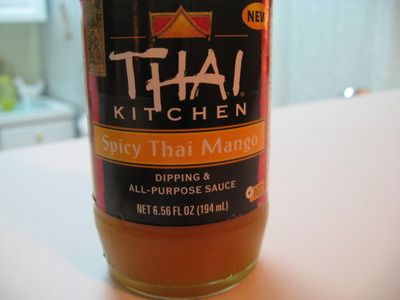 NEW
THAI
KITCHEN®
Spicy Thai Mango
DIPPING &
ALL-PURPOSE SAUCE
NET 6.56 FL OZ (194 mL)